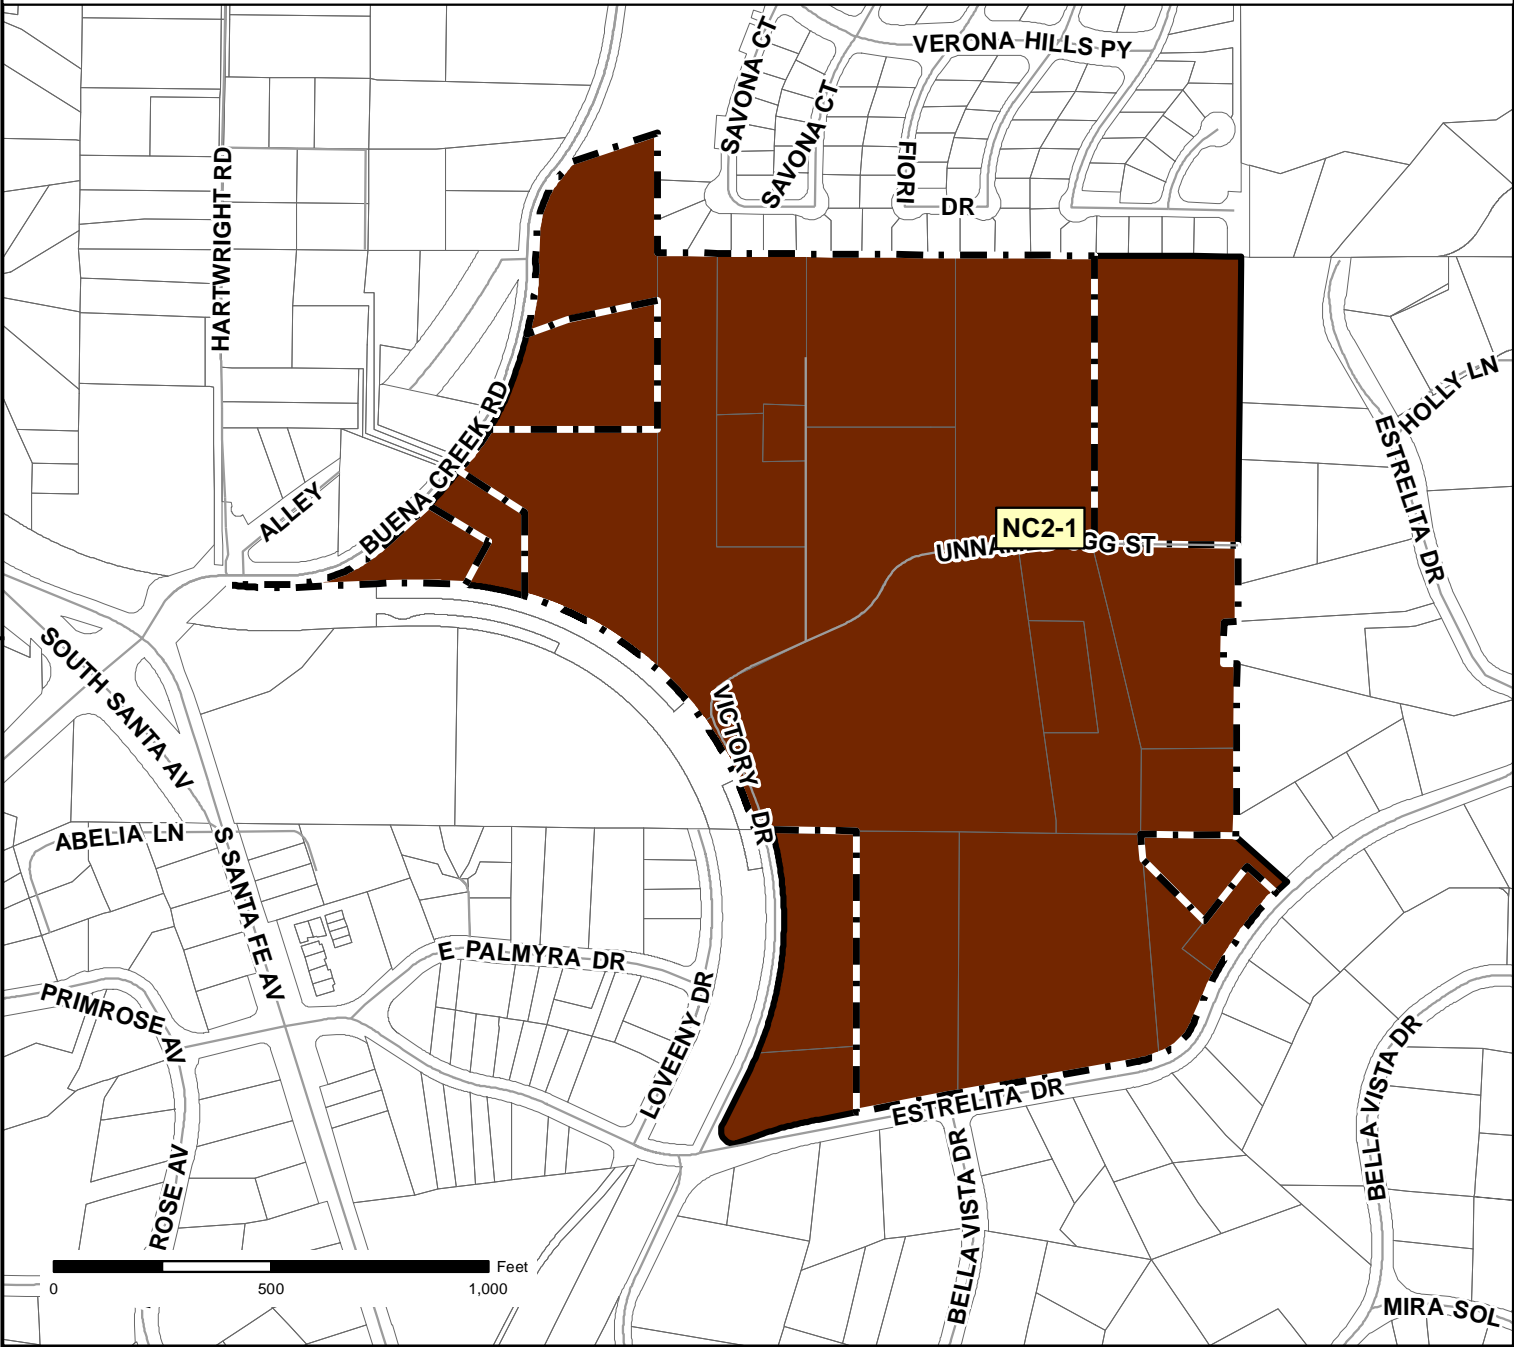 VERONA HILLS PY
SAVONA CT
SAVONA CT
FIORI
DR
HARTWRIGHT RD
HOLLY LN
ESTRELITA DR
BUENA CREEK RD
ALLEY
NC2-1
GG ST
SOUTH SANTA AV
VICTORY DR
ABELIA LN
S SANTA FE AV
E PALMYRA DR
PRIMROSE AV
LOVEENY DR
ESTRELITA DR
BELLA VISTA DR
BELLA VISTA DR
ROSE AV
Feet
0 500 1,000
MIRA SOL